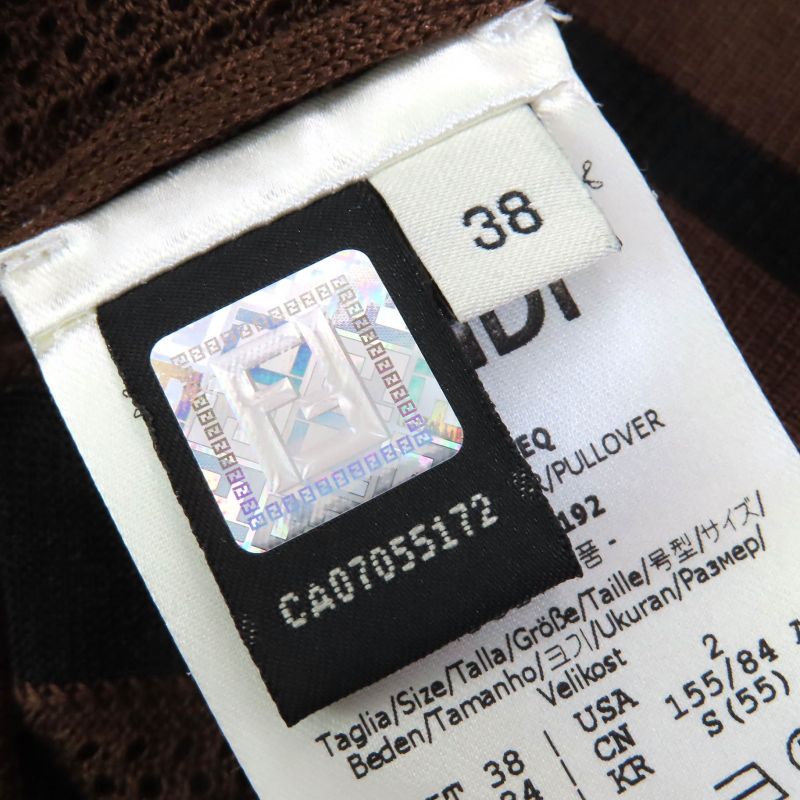 38
CA07055172
EQ
/PULLOVER
192
품 -
Taglia/Size/Talla/Größe/Taille/号型/サイズ/
Beden/Tamanho/크기/Ukuran/Размер/
Velikost
USA 2
38 CN 155/84
KR S(55)